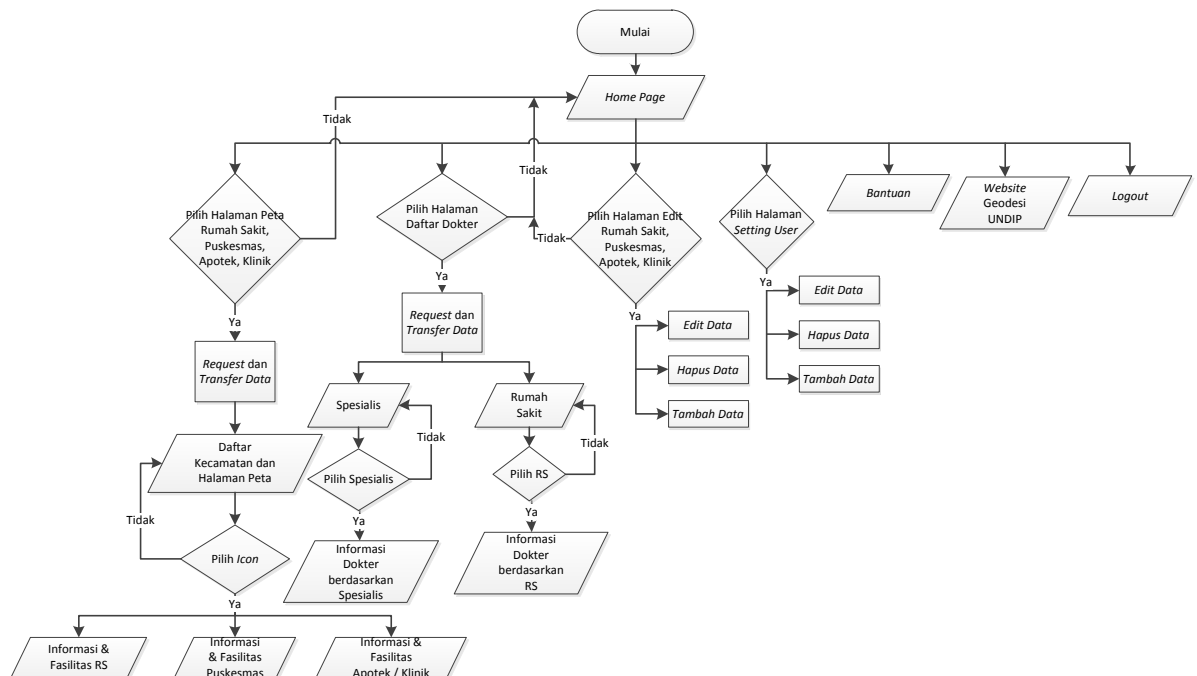 Mulai
Home Page
Tidak
Tidak
Pilih Halaman Peta
Rumah Sakit,
Puskesmas,
Apotek, Klinik
Pilih Halaman
Daftar Dokter
Tidak
Pilih Halaman Edit
Rumah Sakit,
Puskesmas,
Apotek, Klinik
Pilih Halaman
Setting User
Bantuan
Website
Geodesi
UNDIP
Logout
Ya
Ya
Ya
Ya
Edit Data
Hapus Data
Tambah Data
Edit Data
Hapus Data
Tambah Data
Request dan
Transfer Data
Request dan
Transfer Data
Spesialis
Tidak
Rumah
Sakit
Tidak
Daftar
Kecamatan dan
Halaman Peta
Pilih Spesialis
Pilih RS
Tidak
Ya
Ya
Pilih Icon
Informasi
Dokter
berdasarkan
Spesialis
Informasi
Dokter
berdasarkan
RS
Ya
Informasi &
Fasilitas RS
Informasi
& Fasilitas
Puskesmas
Informasi &
Fasilitas
Apotek / Klinik